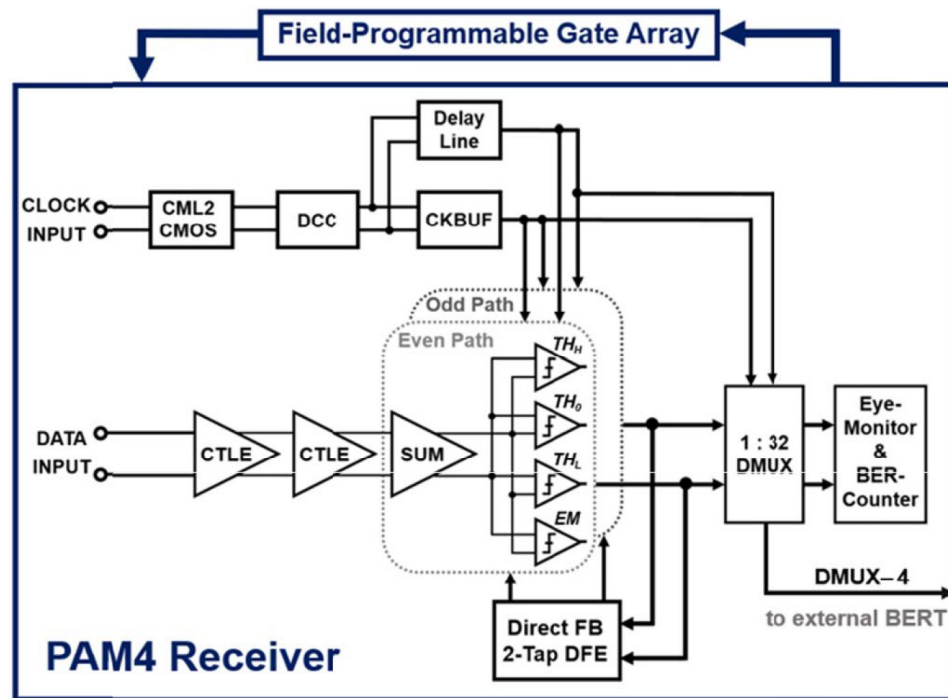 Field-Programmable Gate Array
Delay
Line
CLOCK
INPUT
CML2
CMOS
DCC
CKBUF
Odd Path
Even Path
TH_H
TH_0
TH_L
EM
DATA
INPUT
CTLE
CTLE
SUM
1 : 32
DMUX
Eye-
Monitor
&
BER-
Counter
DMUX–4
to external BERT
Direct FB
2-Tap DFE
PAM4 Receiver